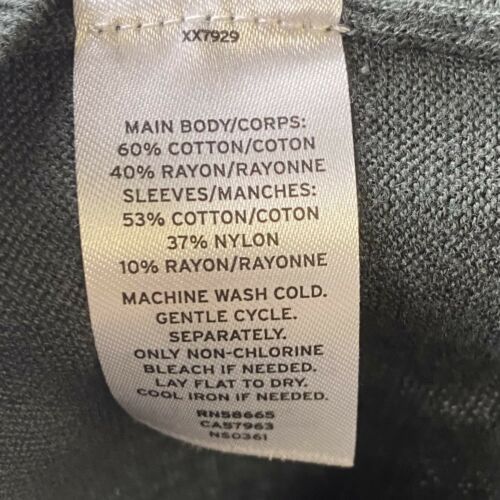 XX7929
MAIN BODY/CORPS:
60% COTTON/COTON
40% RAYON/RAYONNE
SLEEVES/MANCHES:
53% COTTON/COTON
37% NYLON
10% RAYON/RAYONNE
MACHINE WASH COLD.
GENTLE CYCLE.
SEPARATELY.
ONLY NON-CHLORINE
BLEACH IF NEEDED.
LAY FLAT TO DRY.
COOL IRON IF NEEDED.
RN58665
CA57963
NS0361